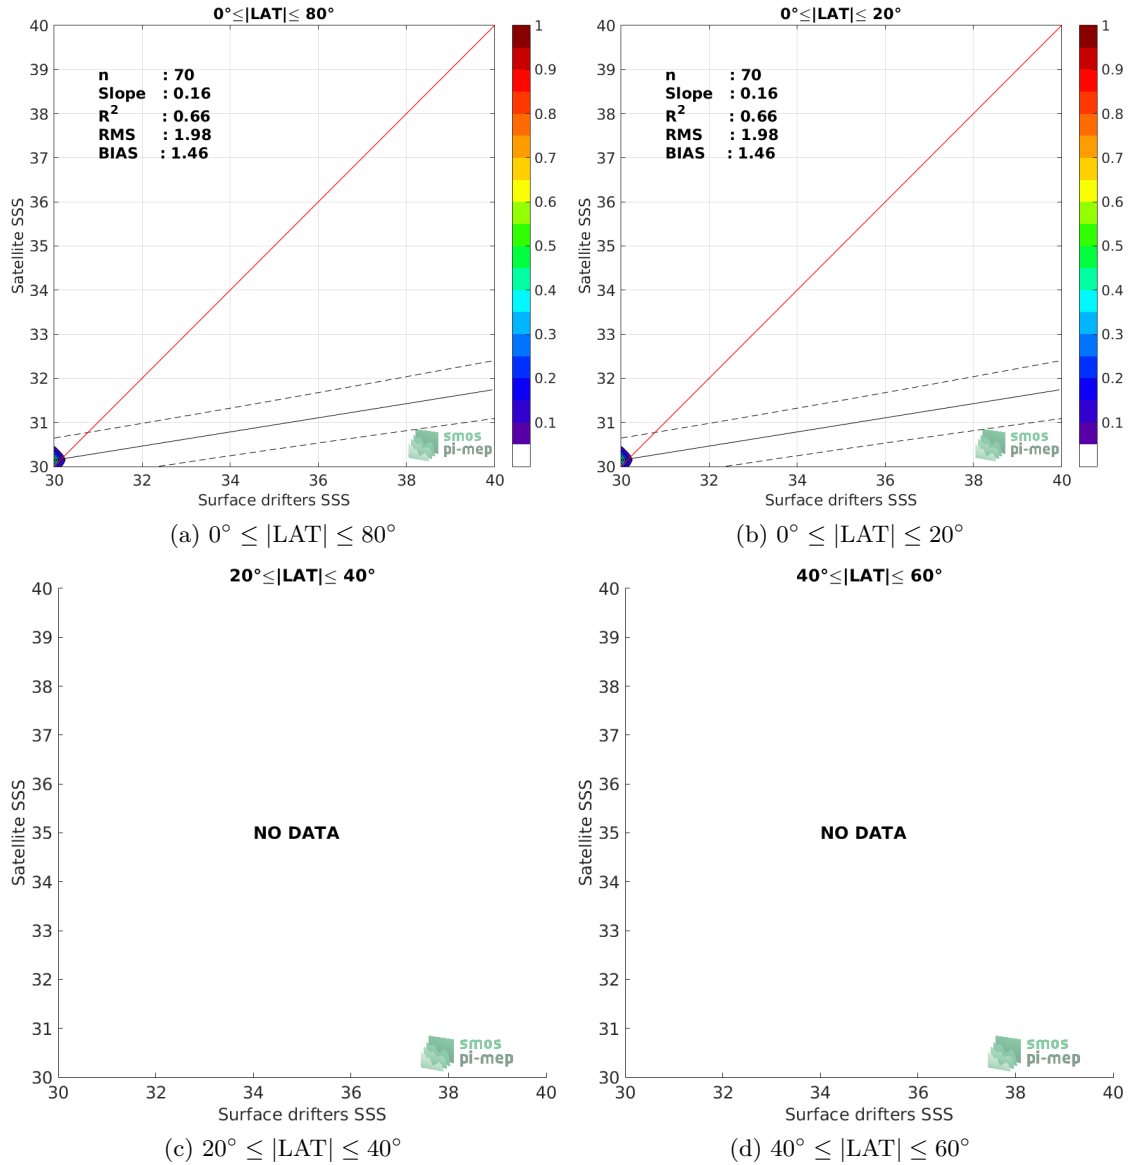 0°≤|LAT|≤ 80°
40
39
38
37
36
35
34
33
32
31
30
n : 70
Slope : 0.16
R² : 0.66
RMS : 1.98
BIAS : 1.46
Satellite SSS
30 32 34 36 38 40
Surface drifters SSS
smos
pi-mep
1
0.9
0.8
0.7
0.6
0.5
0.4
0.3
0.2
0.1
(a) 0° ≤ |LAT| ≤ 80°
0°≤|LAT|≤ 20°
40
39
38
37
36
35
34
33
32
31
30
n : 70
Slope : 0.16
R² : 0.66
RMS : 1.98
BIAS : 1.46
Satellite SSS
30 32 34 36 38 40
Surface drifters SSS
smos
pi-mep
1
0.9
0.8
0.7
0.6
0.5
0.4
0.3
0.2
0.1
(b) 0° ≤ |LAT| ≤ 20°
20°≤|LAT|≤ 40°
40
39
38
37
36
35
34
33
32
31
30
NO DATA
Satellite SSS
30 32 34 36 38 40
Surface drifters SSS
smos
pi-mep
(c) 20° ≤ |LAT| ≤ 40°
40°≤|LAT|≤ 60°
40
39
38
37
36
35
34
33
32
31
30
NO DATA
Satellite SSS
30 32 34 36 38 40
Surface drifters SSS
smos
pi-mep
(d) 40° ≤ |LAT| ≤ 60°